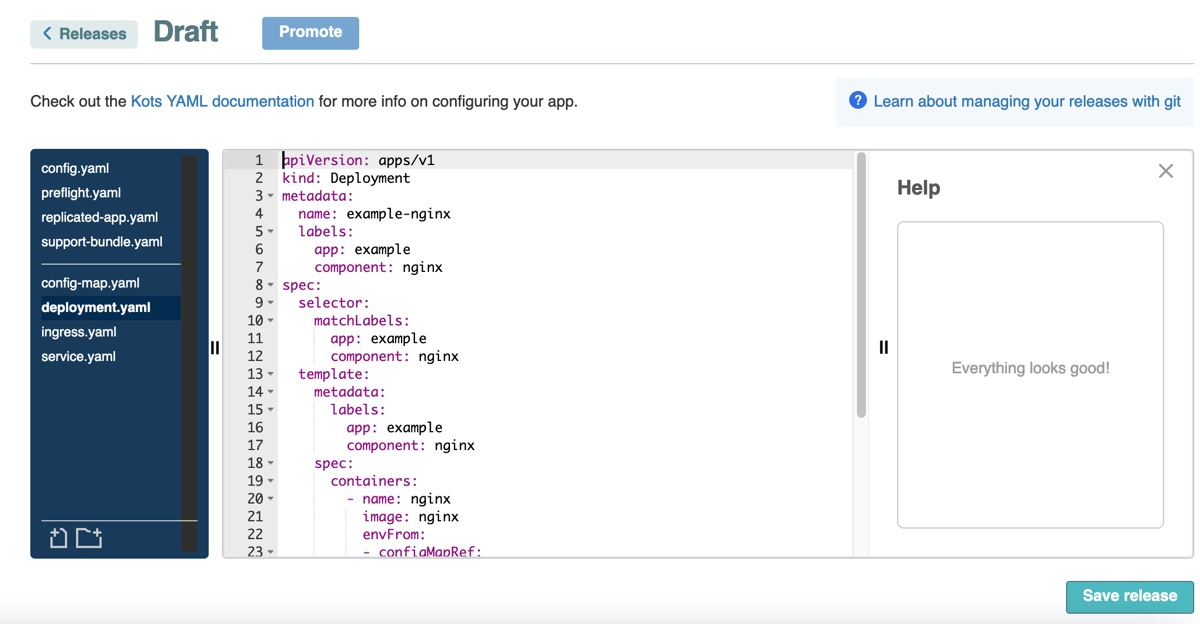 Releases
Draft
Promote
Check out the Kots YAML documentation for more info on configuring your app.
? Learn about managing your releases with git
config.yaml
preflight.yaml
replicated-app.yaml
support-bundle.yaml
config-map.yaml
deployment.yaml
ingress.yaml
service.yaml
1 apiVersion: apps/v1
2 kind: Deployment
3 metadata:
4   name: example-nginx
5   labels:
6     app: example
7     component: nginx
8 spec:
9   selector:
10     matchLabels:
11       app: example
12       component: nginx
13   template:
14     metadata:
15       labels:
16         app: example
17         component: nginx
18     spec:
19       containers:
20         - name: nginx
21           image: nginx
22           envFrom:
23           - configMapRef:
Help
Everything looks good!
Save release